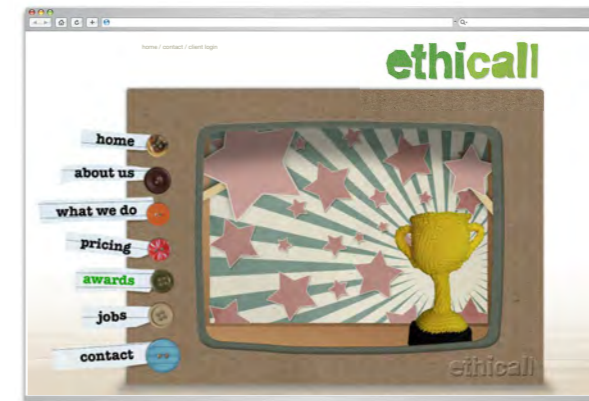 home / contact / client login
ethicall
home
about us
what we do
pricing
awards
jobs
contact
ethicall